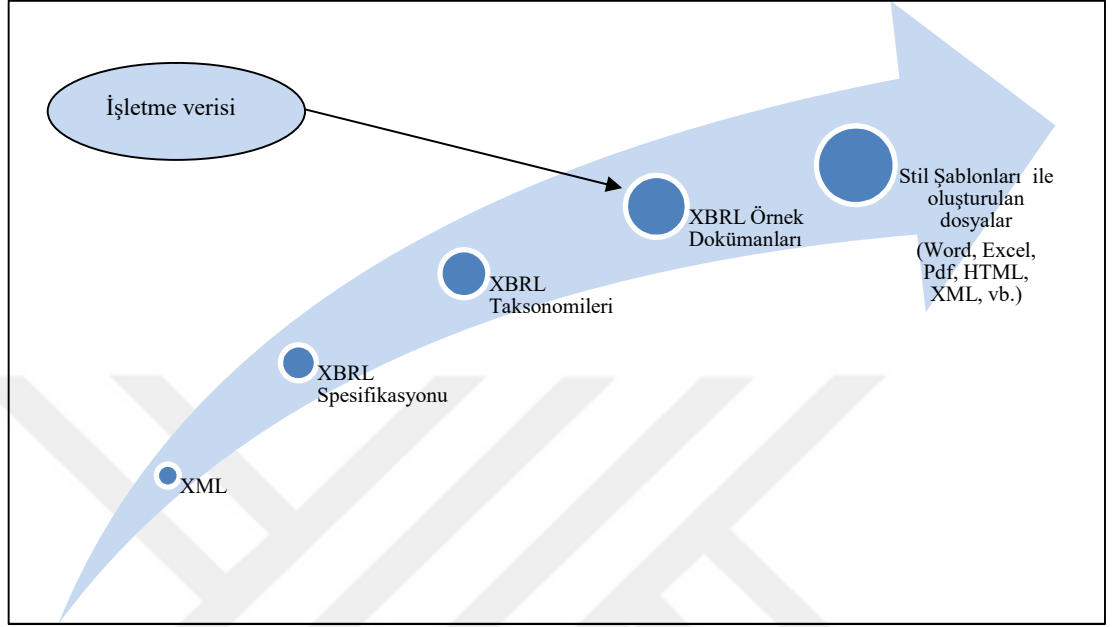 İşletme verisi
Stil Şablonları ile
oluşturulan
dosyalar
(Word, Excel,
Pdf, HTML,
XML, vb.)
XBRL Örnek
Dokümanları
XBRL
Taksonomileri
XBRL
Spesifikasyonu
XML